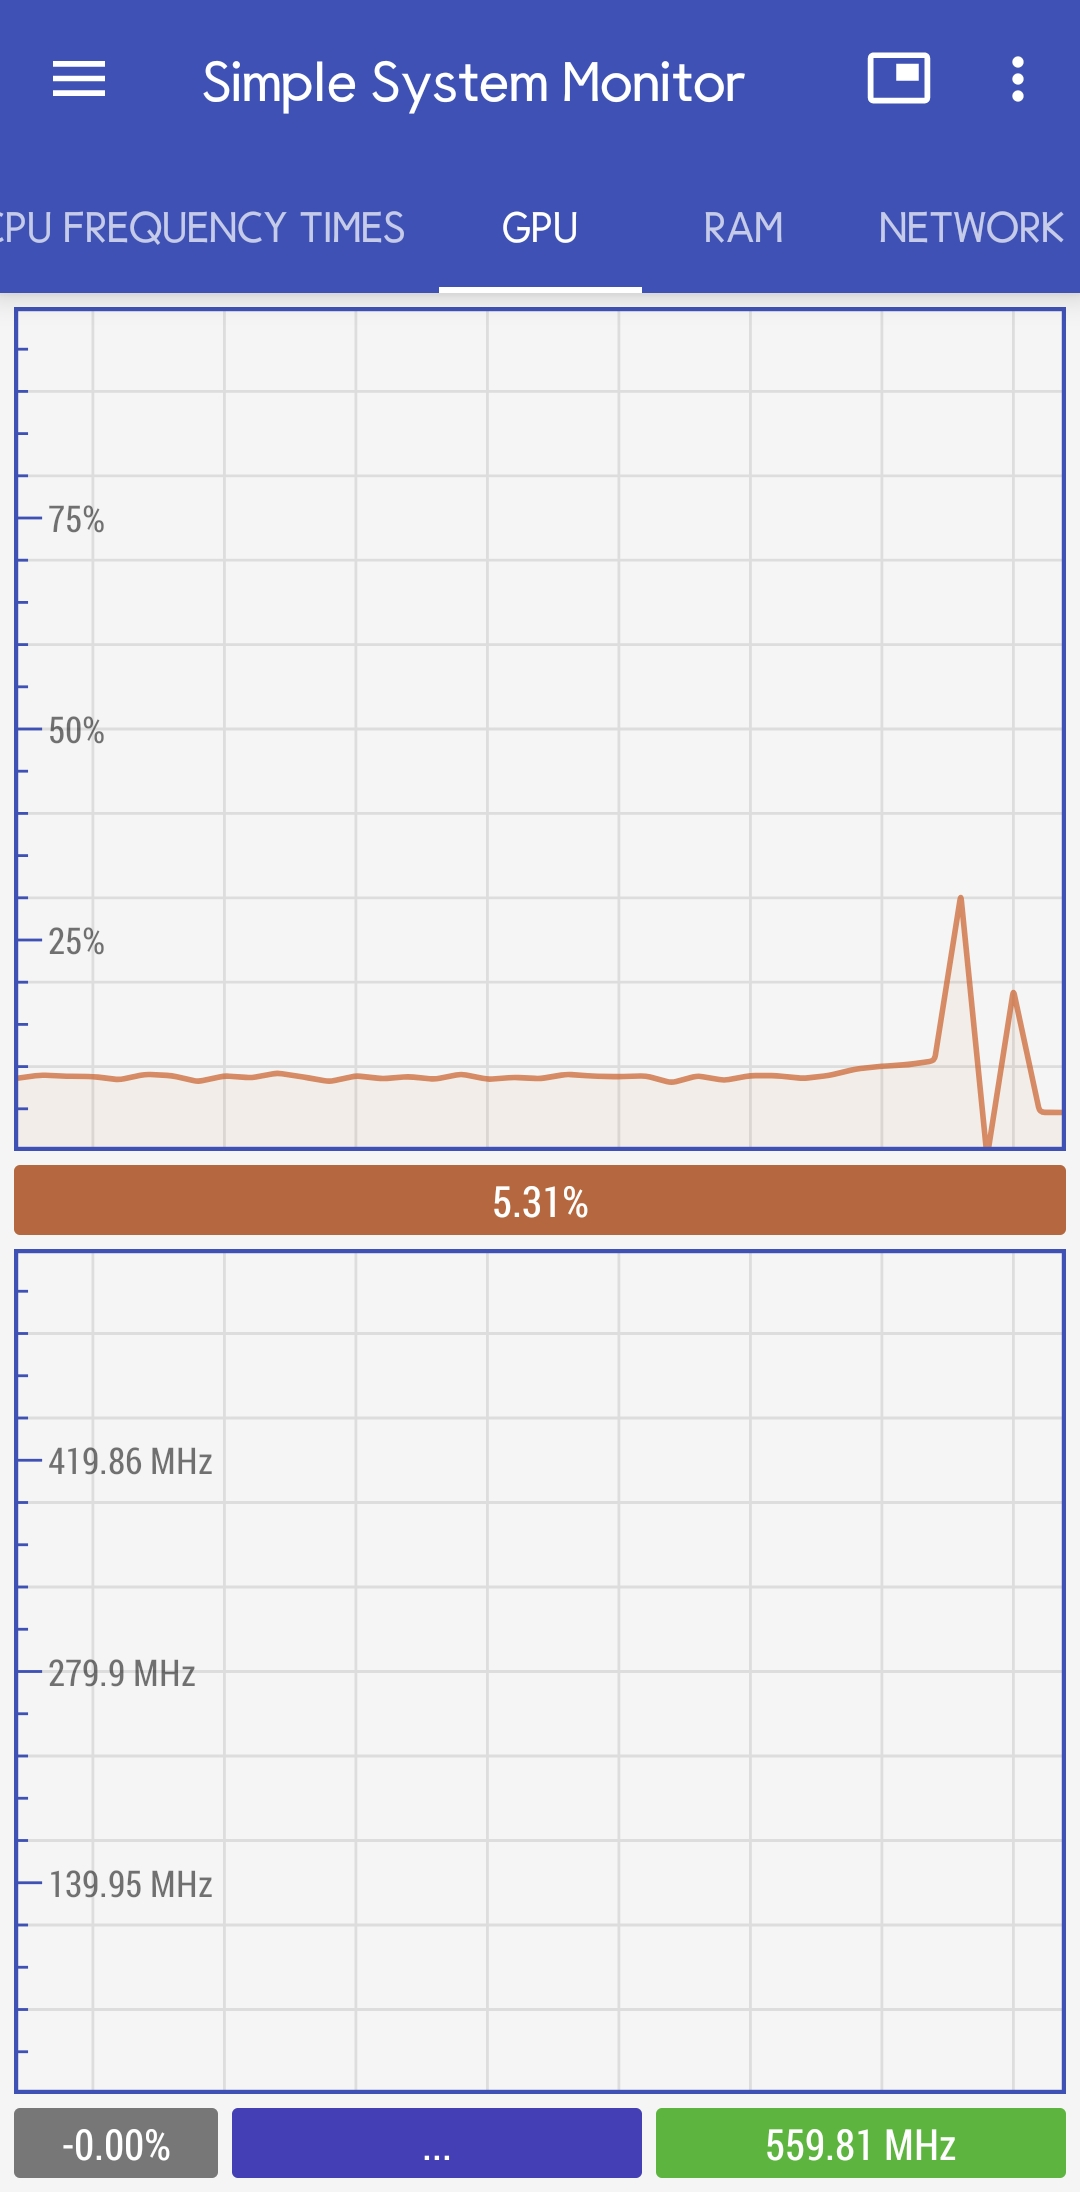 Simple System Monitor
CPU FREQUENCY TIMES GPU RAM NETWORK
75%
50%
25%
5.31%
419.86 MHz
279.9 MHz
139.95 MHz
-0.00% ... 559.81 MHz